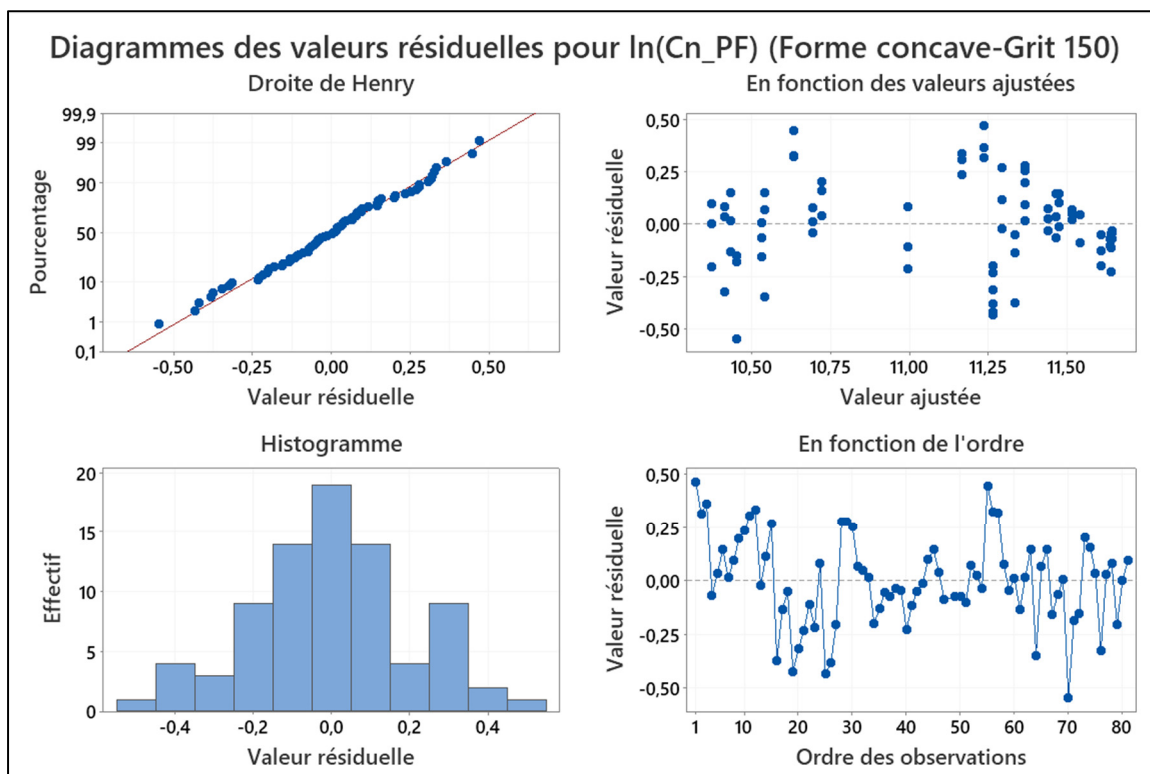 Diagrammes des valeurs résiduelles pour ln(Cn_PF) (Forme concave-Grit 150)
Droite de Henry
99,9
99
90
50
10
1
0,1
Pourcentage
-0,50 -0,25 0,00 0,25 0,50
Valeur résiduelle
En fonction des valeurs ajustées
0,50
0,25
0,00
-0,25
-0,50
Valeur résiduelle
10,50 10,75 11,00 11,25 11,50
Valeur ajustée
Histogramme
20
15
10
5
0
Effectif
-0,4 -0,2 0,0 0,2 0,4
Valeur résiduelle
En fonction de l'ordre
0,50
0,25
0,00
-0,25
-0,50
Valeur résiduelle
1 10 20 30 40 50 60 70 80
Ordre des observations